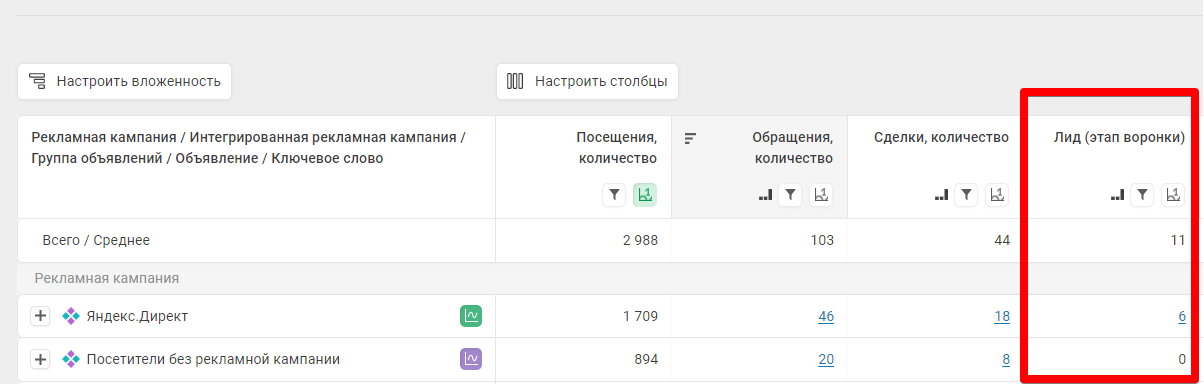 Настроить вложенность
Настроить столбцы
Рекламная кампания / Интегрированная рекламная кампания /
Группа объявлений / Объявление / Ключевое слово
Посещения,
количество
Обращения,
количество
Сделки, количество
Лид (этап воронки)
Всего / Среднее
2 988
103
44
11
Рекламная кампания
Яндекс.Директ
1 709
46
18
6
Посетители без рекламной кампании
894
20
8
0